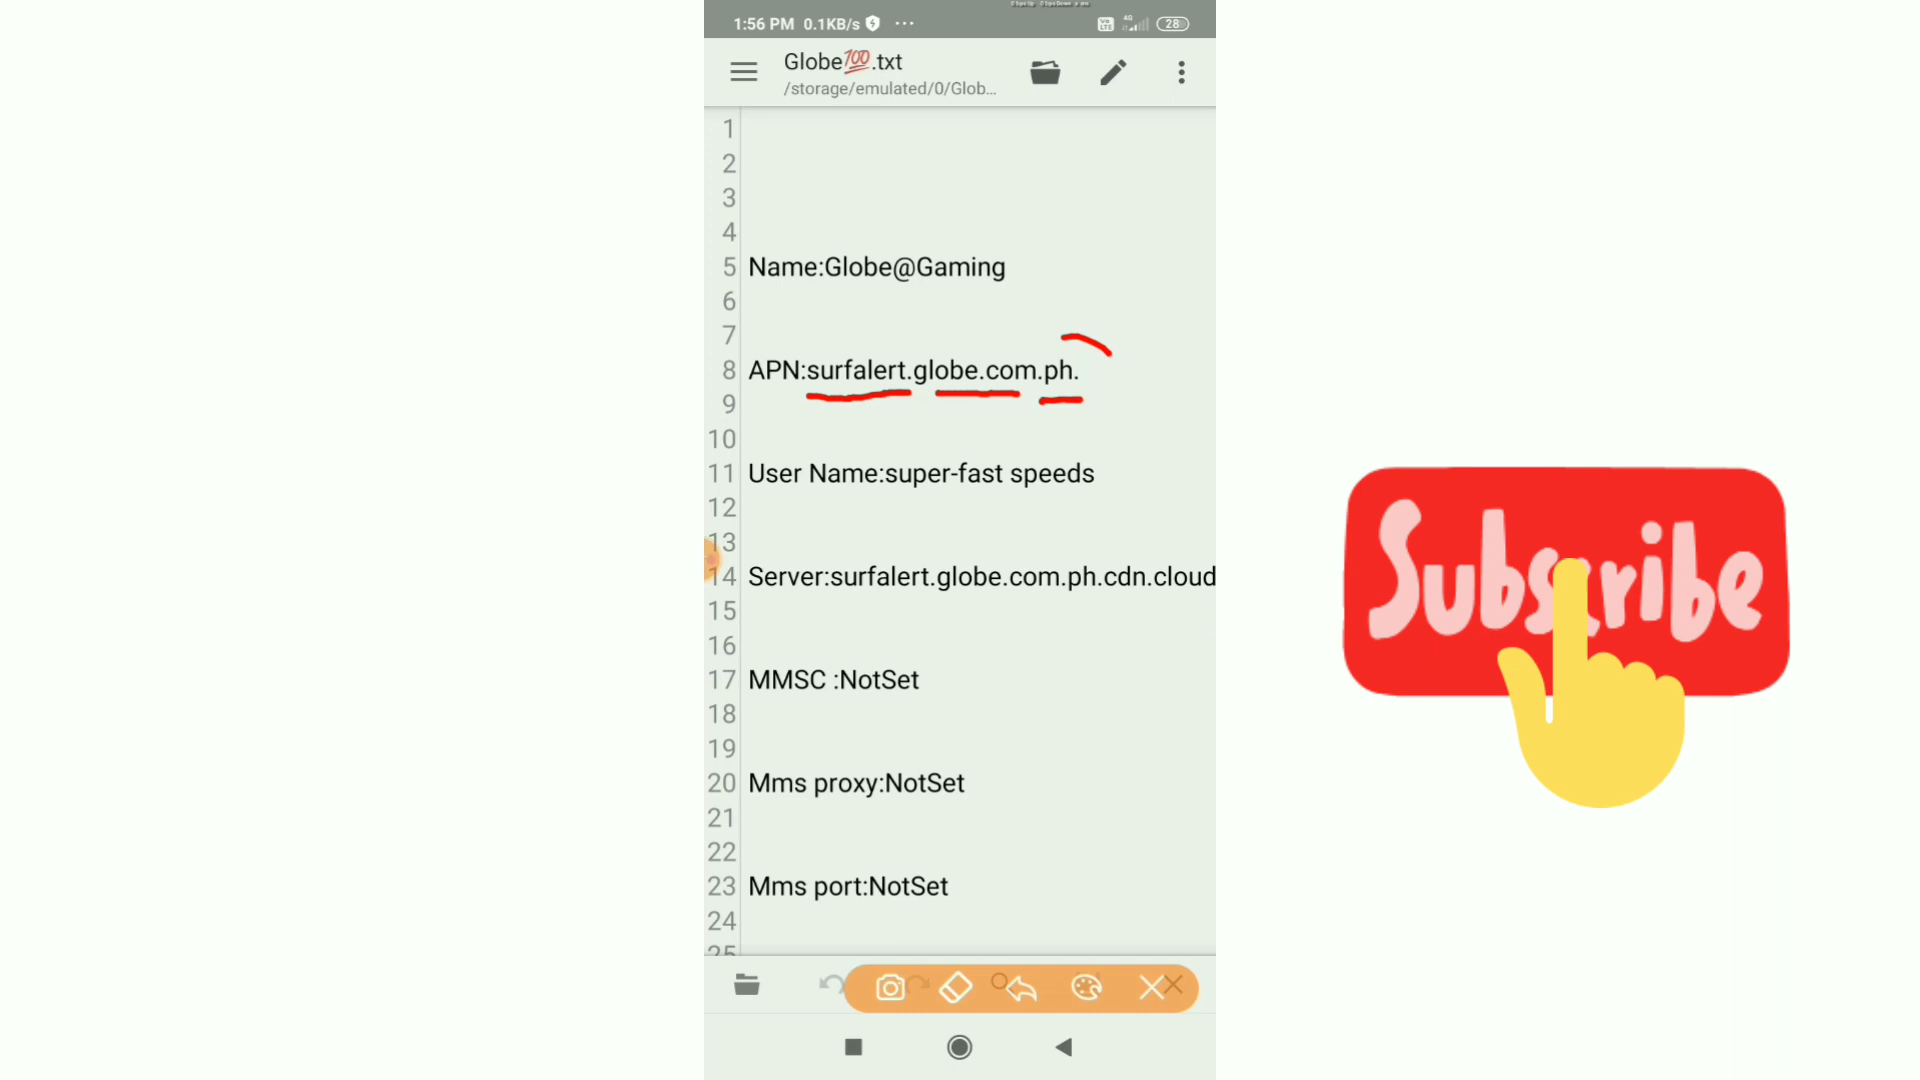 1:56 PM 0.1KB/s ...
4G
28
Globe💯.txt
/storage/emulated/0/Glob...
1
2
3
4
5 Name:Globe@Gaming
6
7
8 APN:surfalert.globe.com.ph.
9
10
11 User Name:super-fast speeds
12
13
14 Server:surfalert.globe.com.ph.cdn.cloud
15
16
17 MMSC :NotSet
18
19
20 Mms proxy:NotSet
21
22
23 Mms port:NotSet
24
25
Subscribe